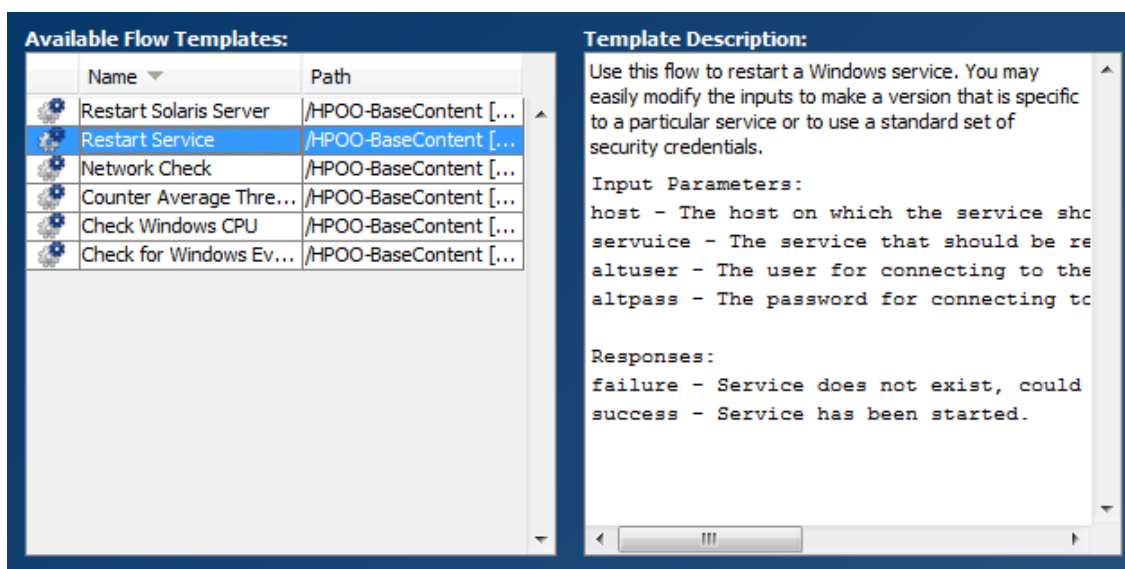 Available Flow Templates:
Name Path
Restart Solaris Server /HPOO-BaseContent [...
Restart Service /HPOO-BaseContent [...
Network Check /HPOO-BaseContent [...
Counter Average Thre... /HPOO-BaseContent [...
Check Windows CPU /HPOO-BaseContent [...
Check for Windows Ev... /HPOO-BaseContent [...
Template Description:
Use this flow to restart a Windows service. You may
easily modify the inputs to make a version that is specific
to a particular service or to use a standard set of
security credentials.
Input Parameters:
host - The host on which the service sho
servuice - The service that should be re
altuser - The user for connecting to the
altpass - The password for connecting to
Responses:
failure - Service does not exist, could
success - Service has been started.